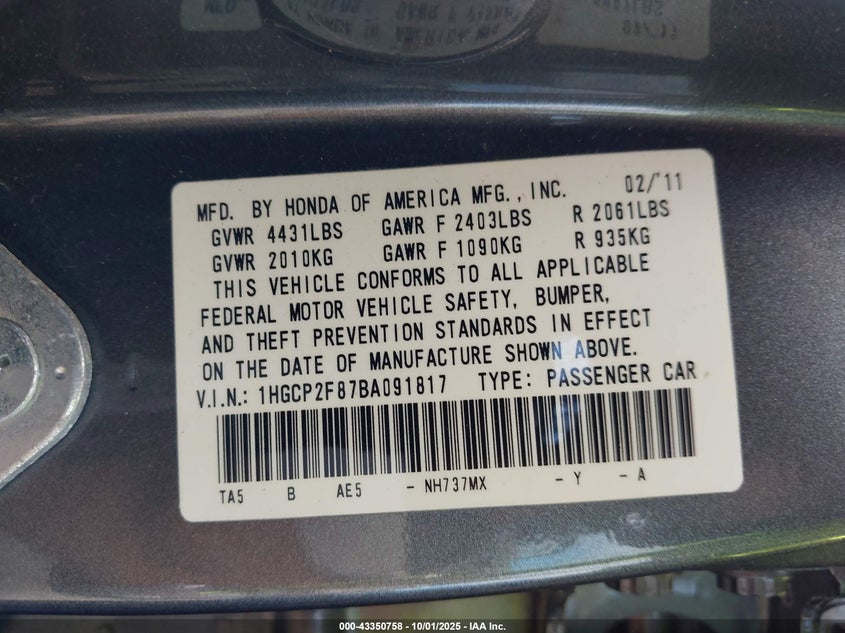 MFD. BY HONDA OF AMERICA MFG., INC. 02/'11
GVWR 4431LBS GAWR F 2403LBS R 2061LBS
GVWR 2010KG GAWR F 1090KG R 935KG
THIS VEHICLE CONFORMS TO ALL APPLICABLE
FEDERAL MOTOR VEHICLE SAFETY, BUMPER,
AND THEFT PREVENTION STANDARDS IN EFFECT
ON THE DATE OF MANUFACTURE SHOWN ABOVE.
V.I.N.: 1HGCP2F87BA091817 TYPE: PASSENGER CAR
TA5 B AE5 - NH737MX - Y - A
000-43350758 - 10/01/2025 - IAA Inc.